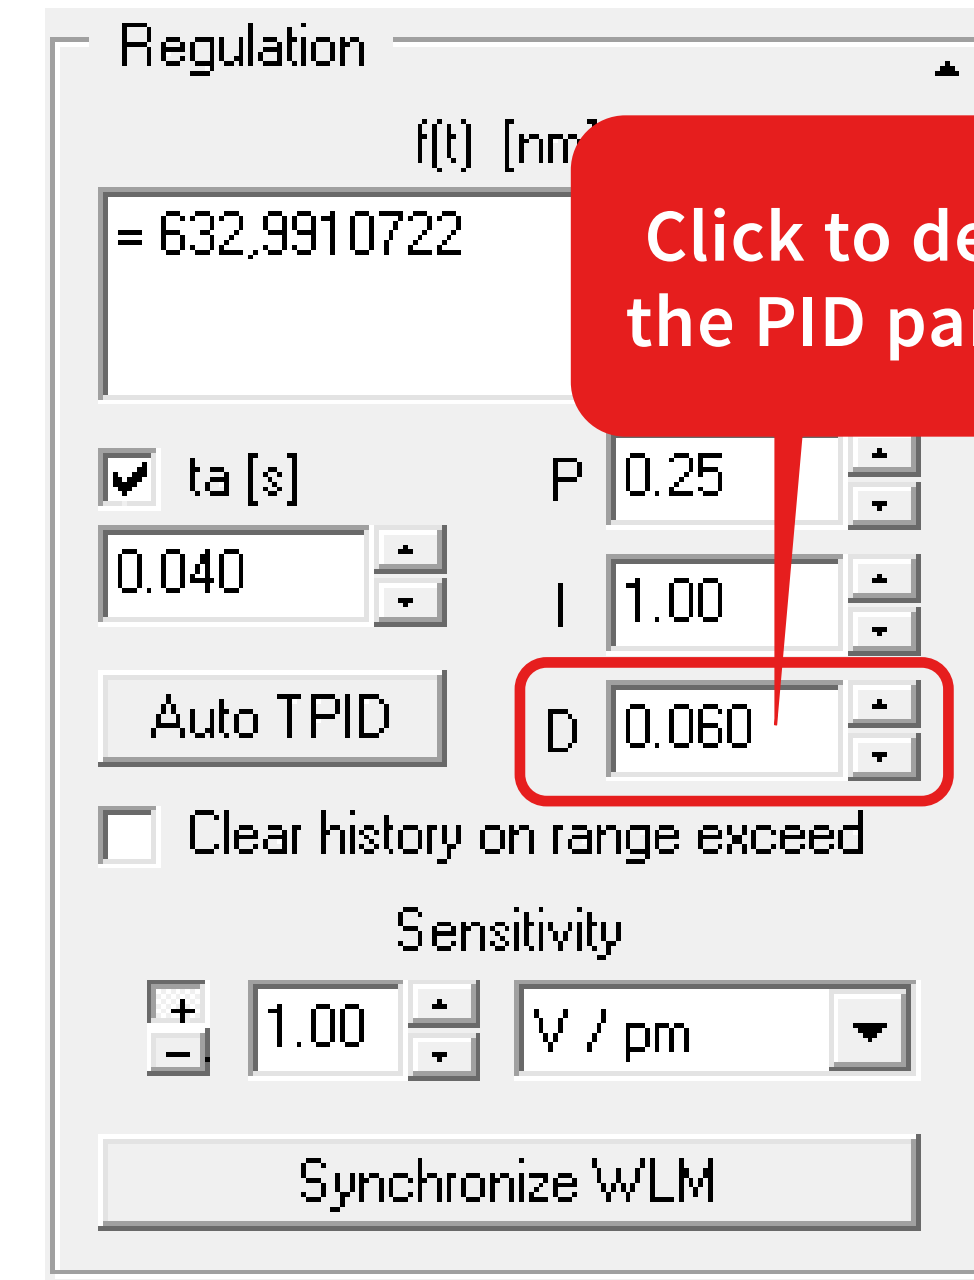 Regulation
f(t) [nm]
= 632,9910722
Click to de
the PID par
ta [s]
P 0.25
0.040
I 1.00
Auto TPID
D 0.060
Clear history on range exceed
Sensitivity
+
-
1.00
V / pm
Synchronize WLM